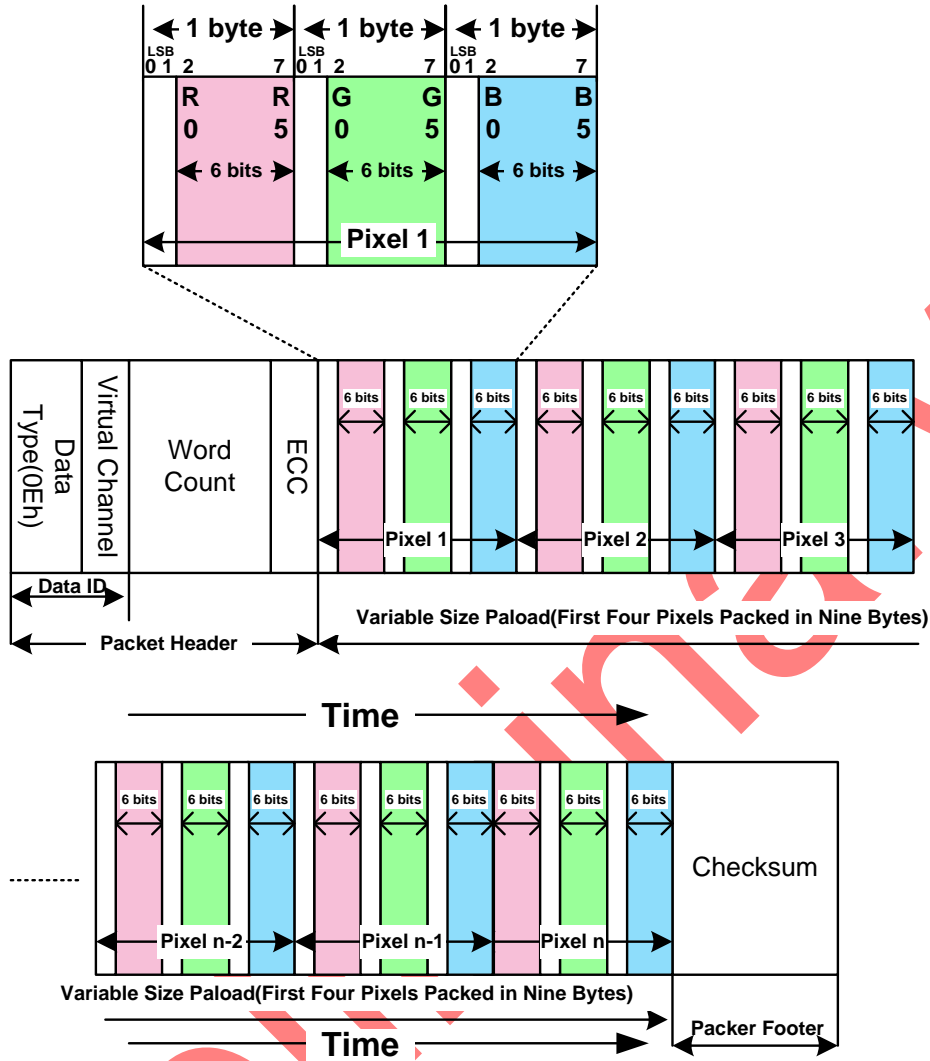 1 byte 1 byte 1 byte
LSB LSB LSB
0 1 2 7 0 1 2 7 0 1 2 7
R R G G B B
0 5 0 5 0 5
6 bits 6 bits 6 bits
Pixel 1
Data Type(0Eh)
Virtual Channel
Word Count
ECC
6 bits 6 bits 6 bits 6 bits 6 bits 6 bits 6 bits 6 bits 6 bits
Pixel 1 Pixel 2 Pixel 3
Data ID
Variable Size Paload(First Four Pixels Packed in Nine Bytes)
Packet Header
Time
6 bits 6 bits 6 bits 6 bits 6 bits 6 bits 6 bits 6 bits 6 bits
Checksum
Pixel n-2 Pixel n-1 Pixel n
Variable Size Paload(First Four Pixels Packed in Nine Bytes)
Packer Footer
Time